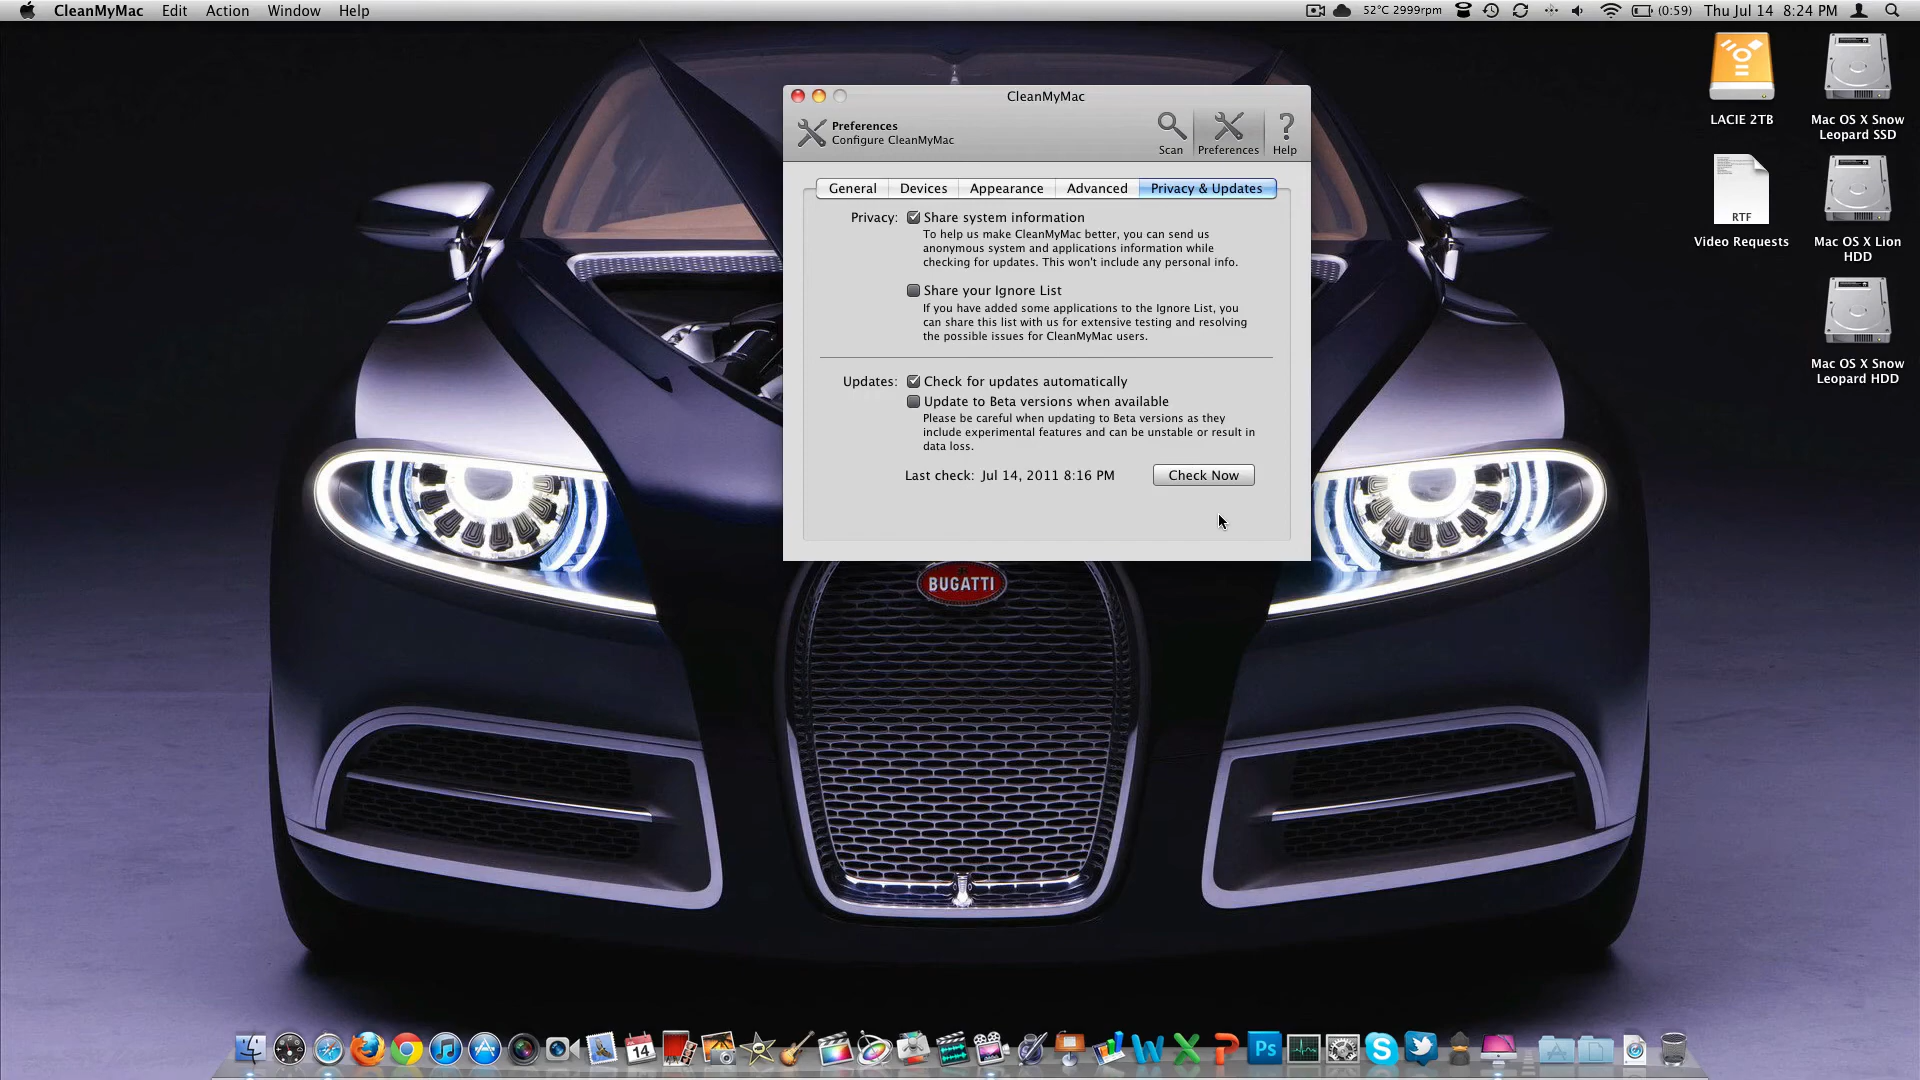 CleanMyMac Edit Action Window Help
52°C 2999rpm (0:59) Thu Jul 14 8:24 PM
CleanMyMac
Preferences
Configure CleanMyMac
Scan Preferences Help
General Devices Appearance Advanced Privacy & Updates
Privacy: Share system information
To help us make CleanMyMac better, you can send us
anonymous system and applications information while
checking for updates. This won't include any personal info.
Share your Ignore List
If you have added some applications to the Ignore List, you
can share this list with us for extensive testing and resolving
the possible issues for CleanMyMac users.
Updates: Check for updates automatically
Update to Beta versions when available
Please be careful when updating to Beta versions as they
include experimental features and can be unstable or result in
data loss.
Last check: Jul 14, 2011 8:16 PM Check Now
LACIE 2TB
Mac OS X Snow
Leopard SSD
RTF
Video Requests
Mac OS X Lion
HDD
Mac OS X Snow
Leopard HDD
BUGATTI
14
Ps